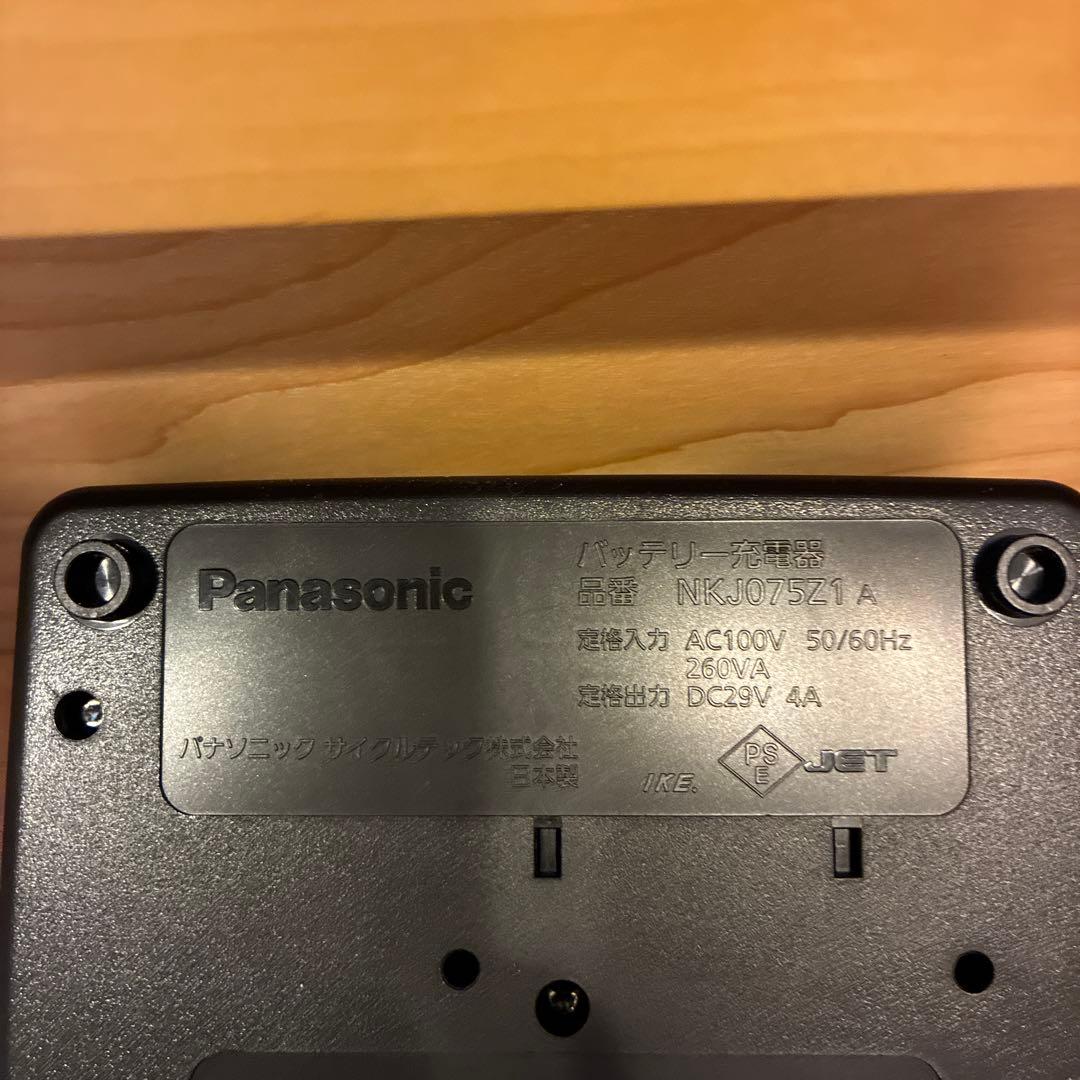 Panasonic
バッテリー充電器
品番 NKJ075Z1 A
定格入力 AC100V 50/60Hz
260VA
定格出力 DC29V 4A
パナソニック サイクルテック株式会社
日本製
IKE.
PS
E
JET